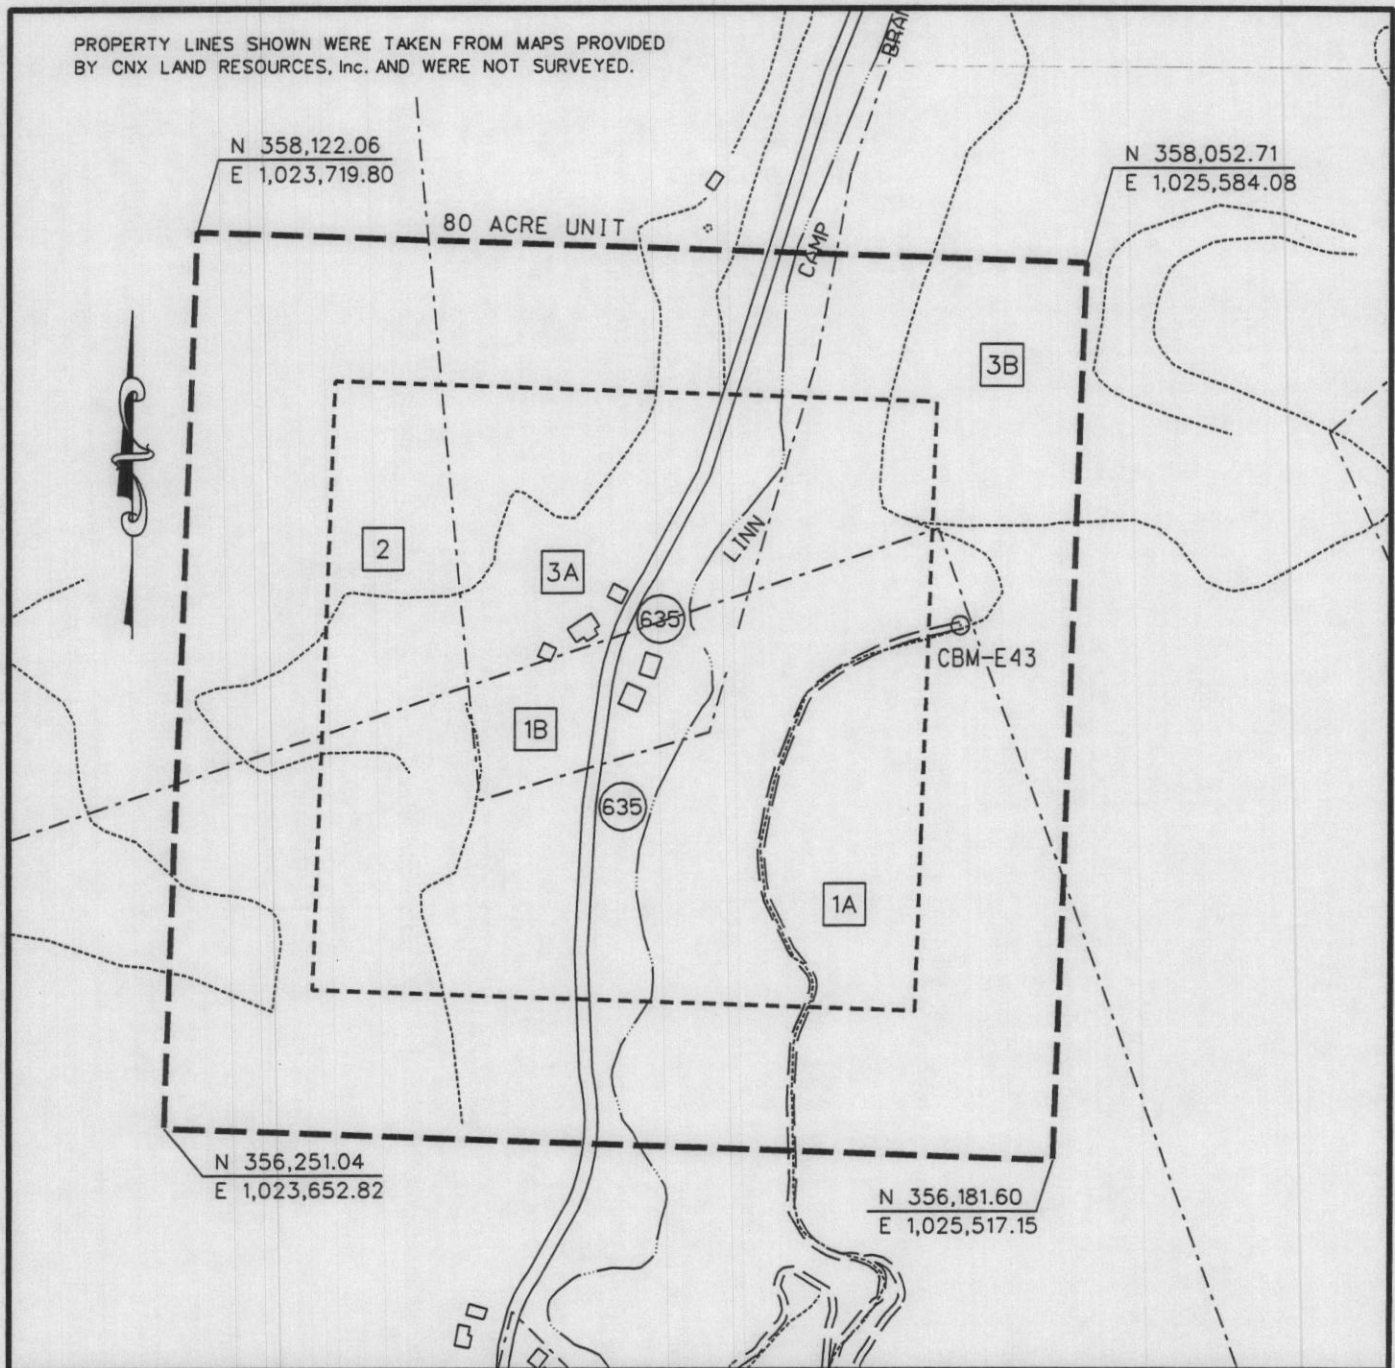 PROPERTY LINES SHOWN WERE TAKEN FROM MAPS PROVIDED
BY CNX LAND RESOURCES, Inc. AND WERE NOT SURVEYED.
N 358,122.06
E 1,023,719.80
N 358,052.71
E 1,025,584.08
80 ACRE UNIT
LINN CAMP BRAN
3B
2
3A
635
CBM-E43
1B
635
1A
N 356,251.04
E 1,023,652.82
N 356,181.60
E 1,025,517.15